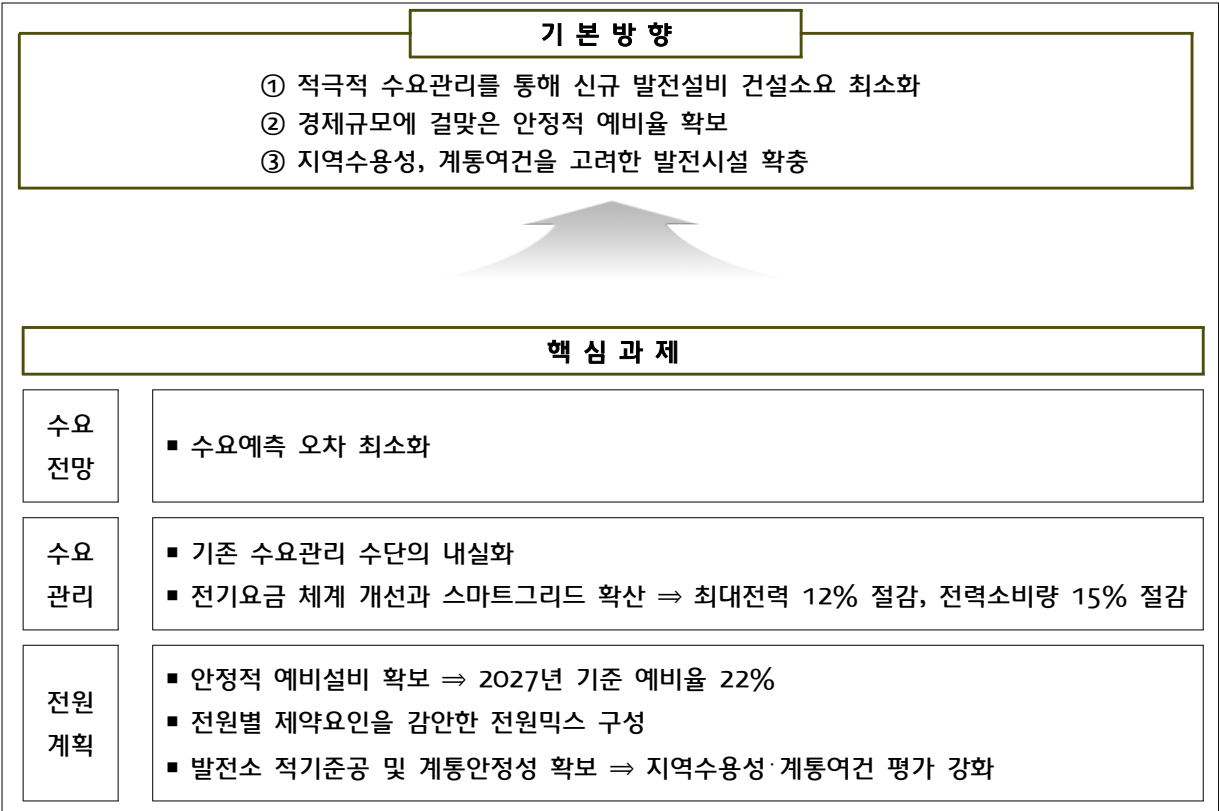 기 본 방 향
① 적극적 수요관리를 통해 신규 발전설비 건설소요 최소화
② 경제규모에 걸맞은 안정적 예비율 확보
③ 지역수용성, 계통여건을 고려한 발전시설 확충
핵 심 과 제
수요
전망
▪ 수요예측 오차 최소화
수요
관리
▪ 기존 수요관리 수단의 내실화
▪ 전기요금 체계 개선과 스마트그리드 확산 ⇒ 최대전력 12% 절감, 전력소비량 15% 절감
전원
계획
▪ 안정적 예비설비 확보 ⇒ 2027년 기준 예비율 22%
▪ 전원별 제약요인을 감안한 전원믹스 구성
▪ 발전소 적기준공 및 계통안정성 확보 ⇒ 지역수용성·계통여건 평가 강화